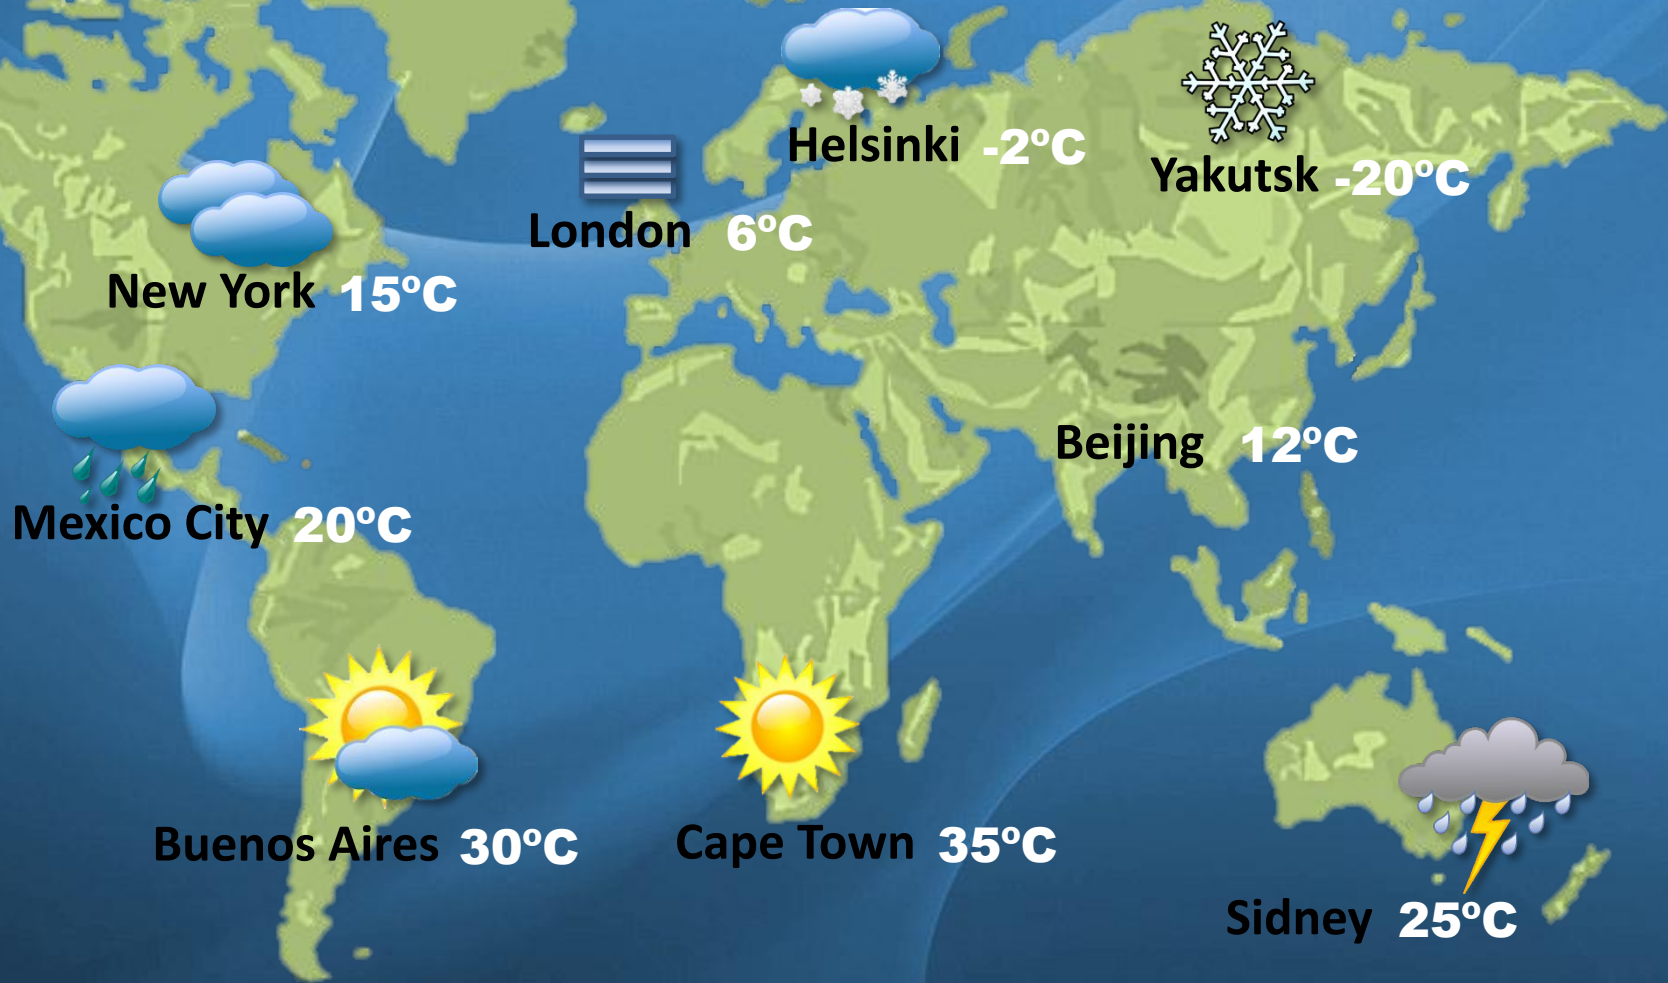 Helsinki -2ºC
Yakutsk -20ºC
London 6ºC
New York 15ºC
Beijing 12ºC
Mexico City 20ºC
Buenos Aires 30ºC
Cape Town 35ºC
Sidney 25ºC